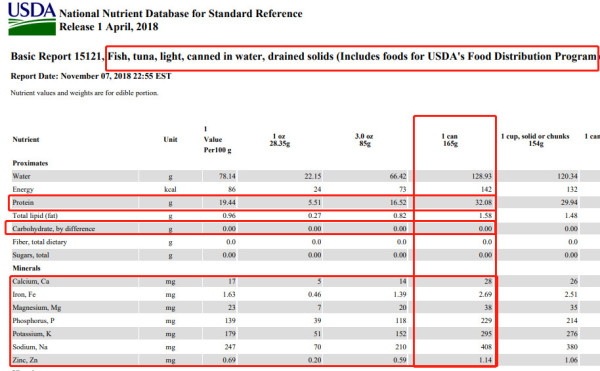 USDA National Nutrient Database for Standard Reference
Release 1 April, 2018
Basic Report 15121, Fish, tuna, light, canned in water, drained solids (Includes foods for USDA's Food Distribution Program
Report Date: November 07, 2018 22:55 EST
Nutrient values and weights are for edible portion.
Nutrient Unit 1 Value Per100 g 1 oz 28.35g 3.0 oz 85g 1 can 165g 1 cup, solid or chunks 154g 1 can
Proximates
Water g 78.14 22.15 66.42 128.93 120.34
Energy kcal 86 24 73 142 132
Protein g 19.44 5.51 16.52 32.08 29.94
Total lipid (fat) g 0.96 0.27 0.82 1.58 1.48
Carbohydrate, by difference g 0.00 0.00 0.00 0.00 0.00
Fiber, total dietary g 0.0 0.0 0.0 0.0 0.0
Sugars, total g 0.0 0.0 0.0 0.0 0.0
Minerals
Calcium, Ca mg 17 5 14 28 26
Iron, Fe mg 1.63 0.46 1.39 2.69 2.51
Magnesium, Mg mg 23 7 20 38 35
Phosphorus, P mg 139 39 118 229 214
Potassium, K mg 179 51 152 295 276
Sodium, Na mg 247 70 210 408 380
Zinc, Zn mg 0.69 0.20 0.59 1.14 1.06